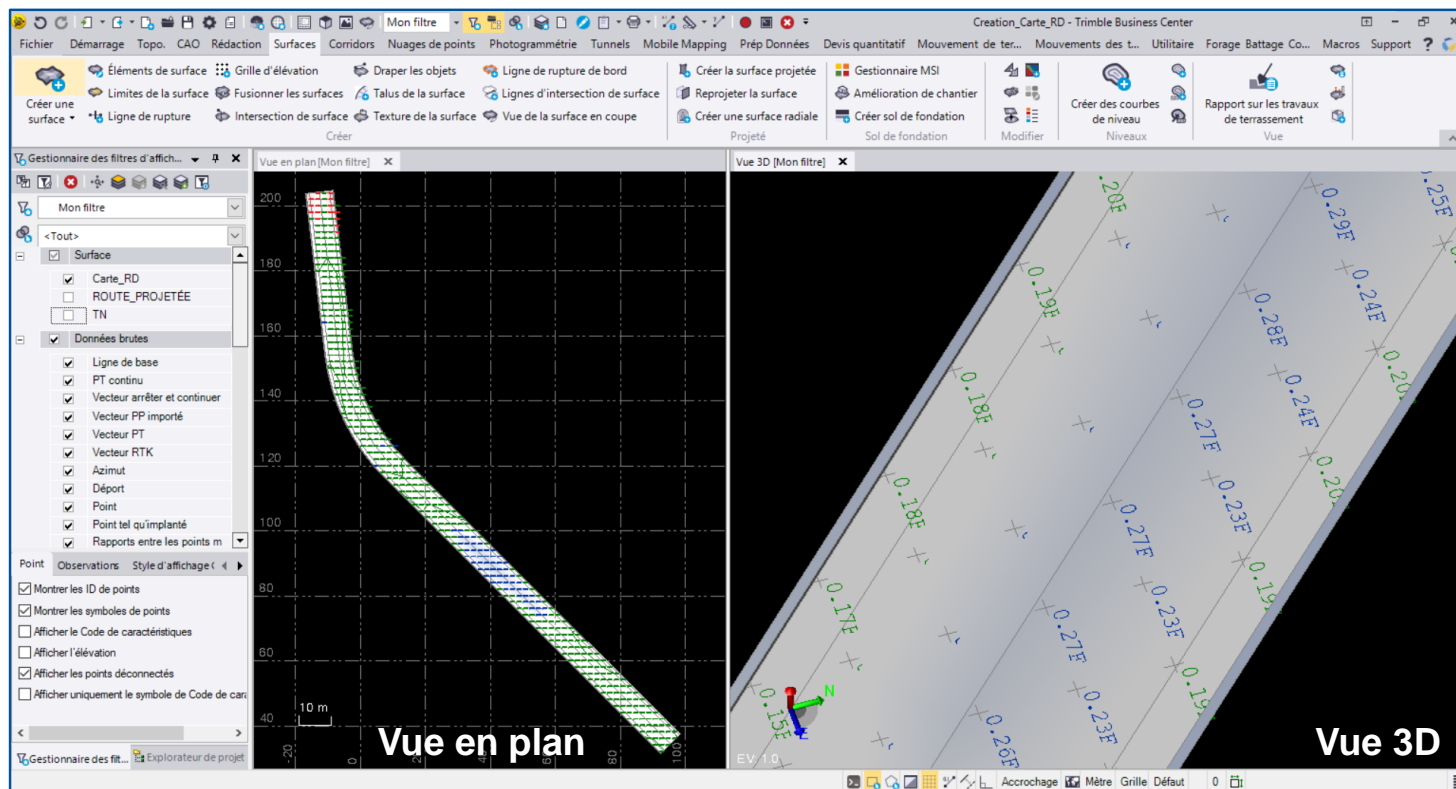 Mon filtre
Creation_Carte_RD - Trimble Business Center
Fichier Démarrage Topo. CAO Rédaction Surfaces Corridors Nuages de points Photogrammétrie Tunnels Mobile Mapping Prép Données Devis quantitatif Mouvement de ter... Mouvements des t... Utilitaire Forage Battage Co... Macros Support ?
Créer une surface
Éléments de surface Grille d'élévation Draper les objets Ligne de rupture de bord Créer la surface projetée Gestionnaire MSI
Limites de la surface Fusionner les surfaces Talus de la surface Lignes d'intersection de surface Reprojeter la surface Amélioration de chantier
Ligne de rupture Intersection de surface Texture de la surface Vue de la surface en coupe Créer une surface radiale Créer sol de fondation
Créer des courbes de niveau
Rapport sur les travaux de terrassement
Créer Projeté Sol de fondation Modifier Niveaux Vue
Gestionnaire des filtres d'affich...
Mon filtre
<Tout>
Surface
Carte_RD
ROUTE_PROJETÉE
TN
Données brutes
Ligne de base
PT continu
Vecteur arrêter et continuer
Vecteur PP importé
Vecteur PT
Vecteur RTK
Azimut
Déport
Point
Point tel qu'implanté
Rapports entre les points m
Point Observations Style d'affichage (
Montrer les ID de points
Montrer les symboles de points
Afficher le Code de caractéristiques
Afficher l'élévation
Afficher les points déconnectés
Afficher uniquement le symbole de Code de car
Gestionnaire des filt... Explorateur de projet
Vue en plan [Mon filtre]
200
180
160
140
120
100
80
60
40
10 m
-20 0 20 40 60 80 100
Vue en plan
Vue 3D [Mon filtre]
0.20F
0.29F
0.25F
0.19F
0.28F
0.24F
0.18F
0.27F
0.24F
0.20
0.18F
0.27F
0.23F
0.20
0.17F
0.27F
0.23F
0.19
0.15F
0.26F
0.23F
0.19
N
E
EV: 1.0
Vue 3D
Accrochage Mètre Grille Défaut 0